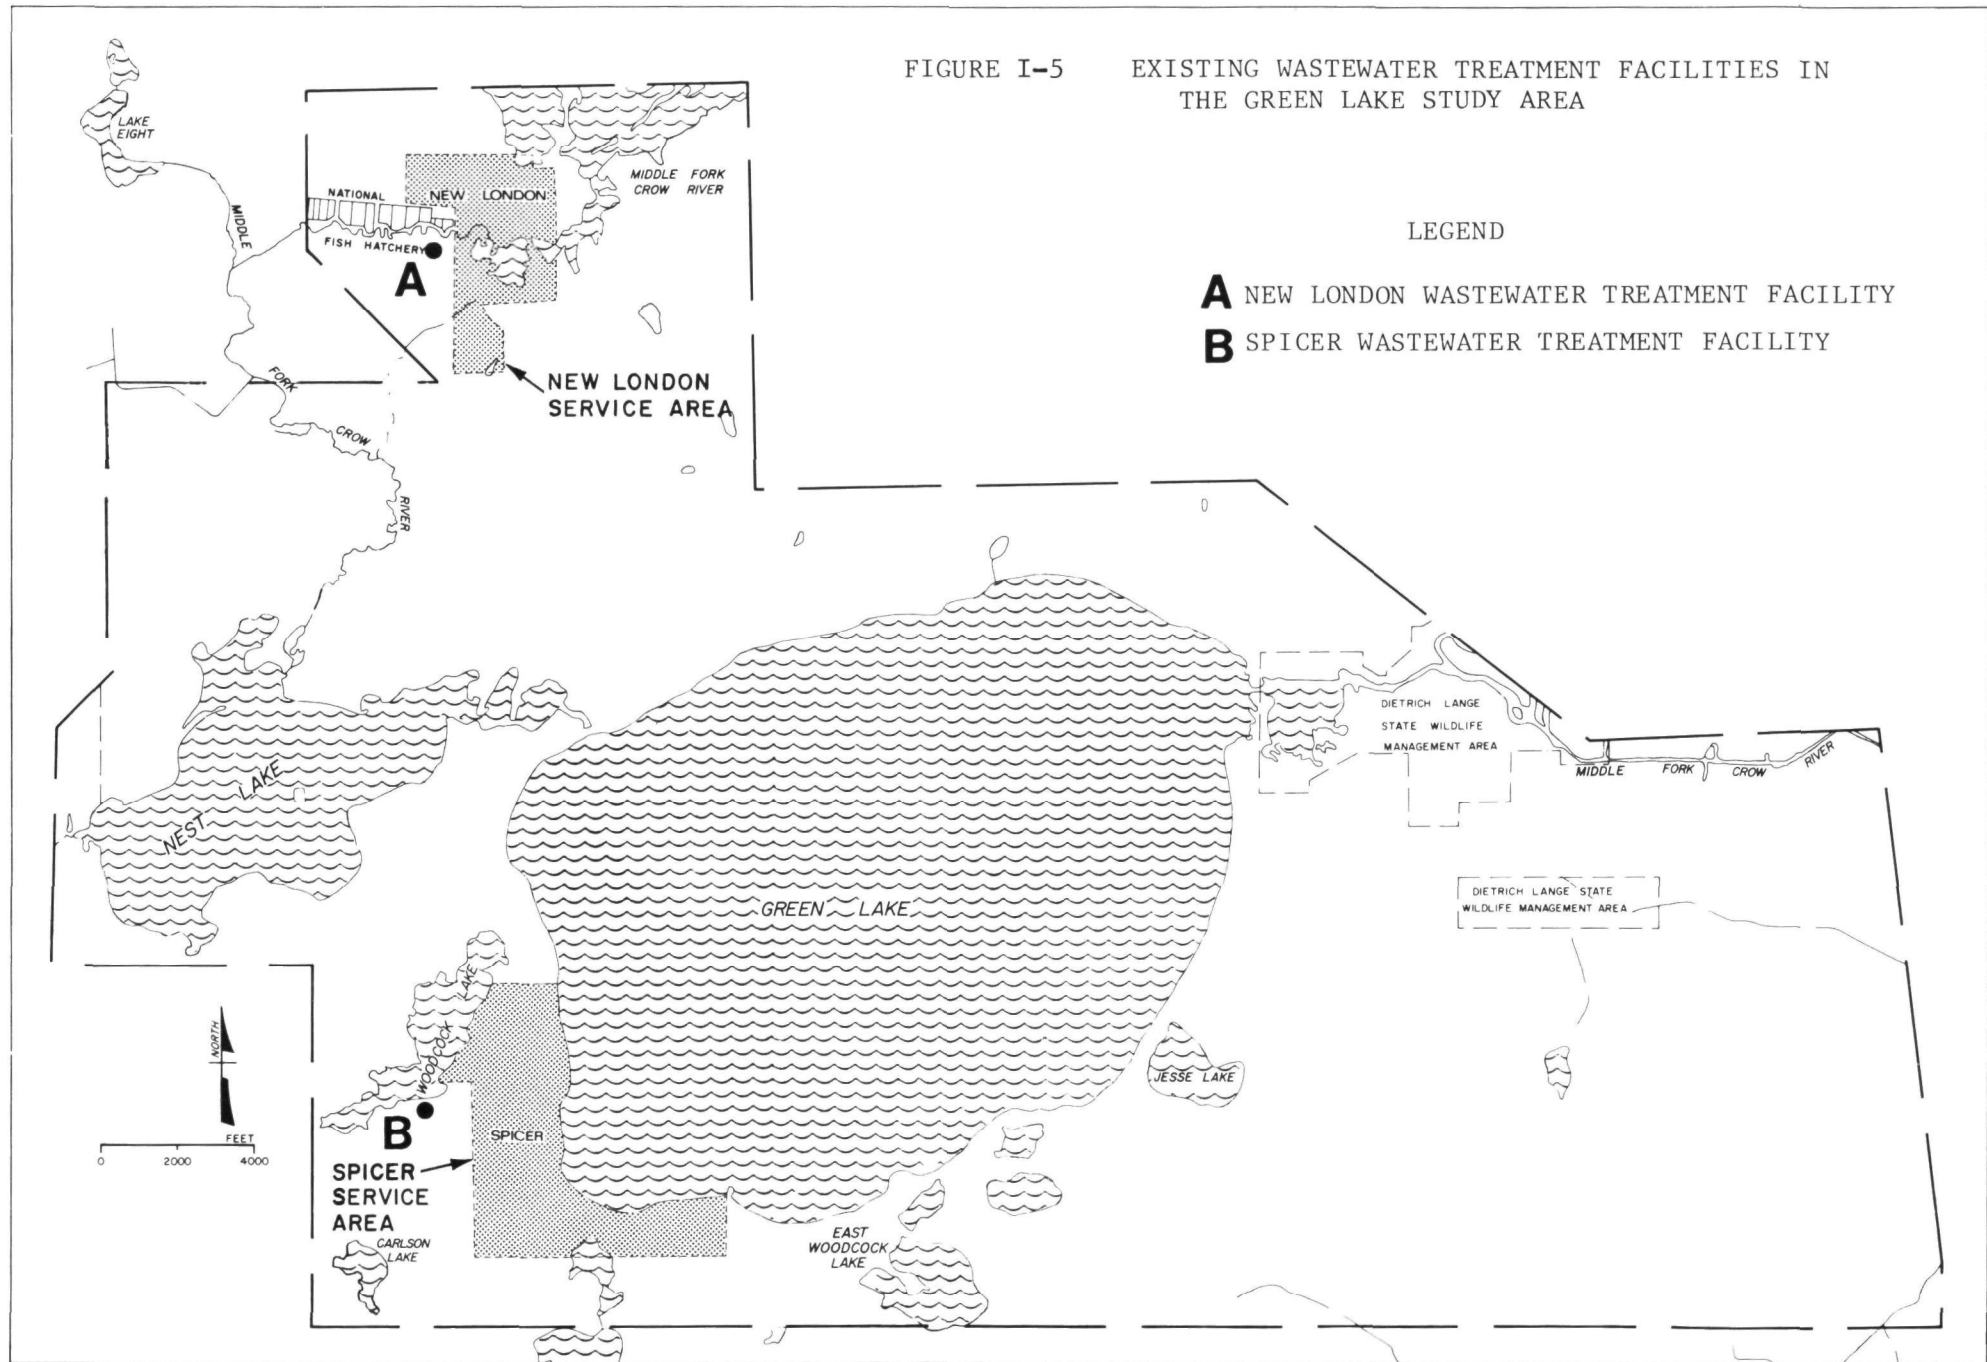 FIGURE I-5 EXISTING WASTEWATER TREATMENT FACILITIES IN
THE GREEN LAKE STUDY AREA
LEGEND
A NEW LONDON WASTEWATER TREATMENT FACILITY
B SPICER WASTEWATER TREATMENT FACILITY
LAKE
EIGHT
MIDDLE
FORK
CROW
RIVER
NATIONAL
FISH HATCHERY
A
NEW LONDON
MIDDLE FORK
CROW RIVER
NEW LONDON
SERVICE AREA
NEST LAKE
GREEN LAKE
DIETRICH LANGE
STATE WILDLIFE
MANAGEMENT AREA
MIDDLE FORK CROW RIVER
DIETRICH LANGE STATE
WILDLIFE MANAGEMENT AREA
WOODCOCK LAKE
JESSE LAKE
NORTH
FEET
0 2000 4000
B
SPICER
SPICER
SERVICE
AREA
CARLSON
LAKE
EAST
WOODCOCK
LAKE